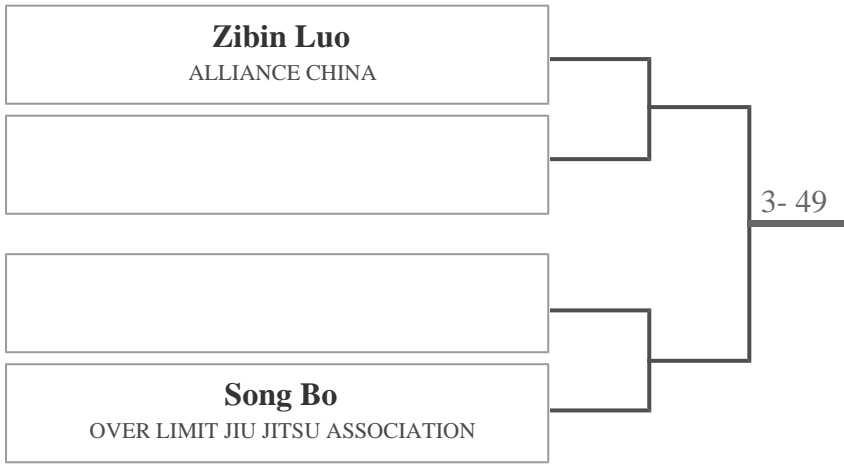 Zibin Luo
ALLIANCE CHINA
3- 49
Song Bo
OVER LIMIT JIU JITSU ASSOCIATION